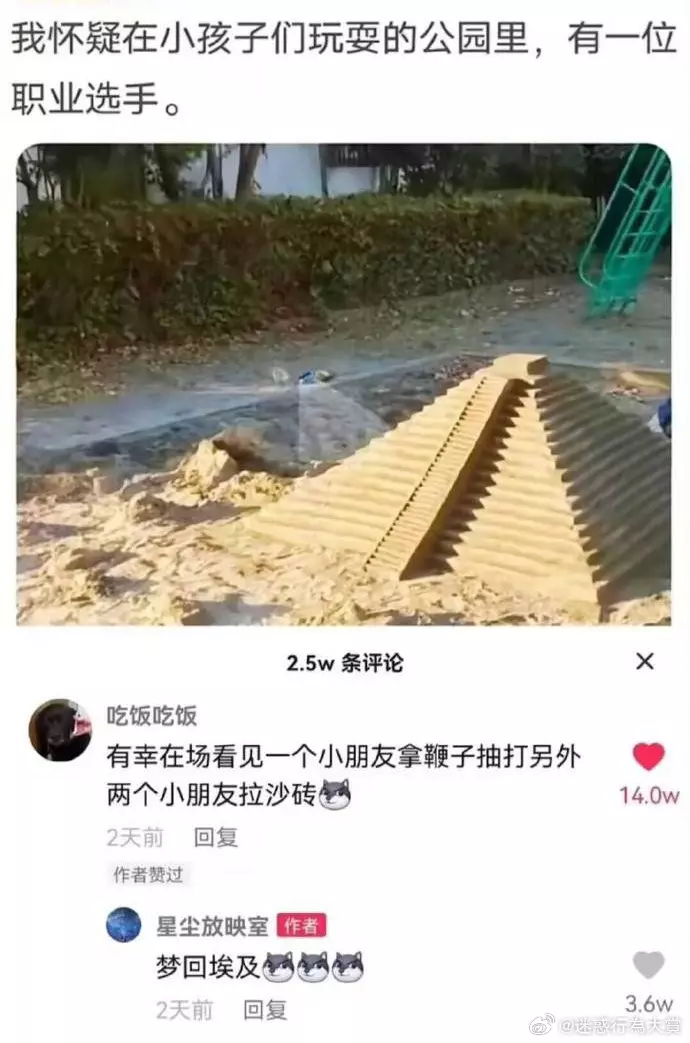 我怀疑在小孩子们玩耍的公园里，有一位
职业选手。
2.5w 条评论
吃饭吃饭
有幸在场看见一个小朋友拿鞭子抽打另外
两个小朋友拉沙砖
14.0w
2天前 回复
作者赞过
星尘放映室 作者
梦回埃及
2天前 回复
3.6w
@迷惑行為大赏